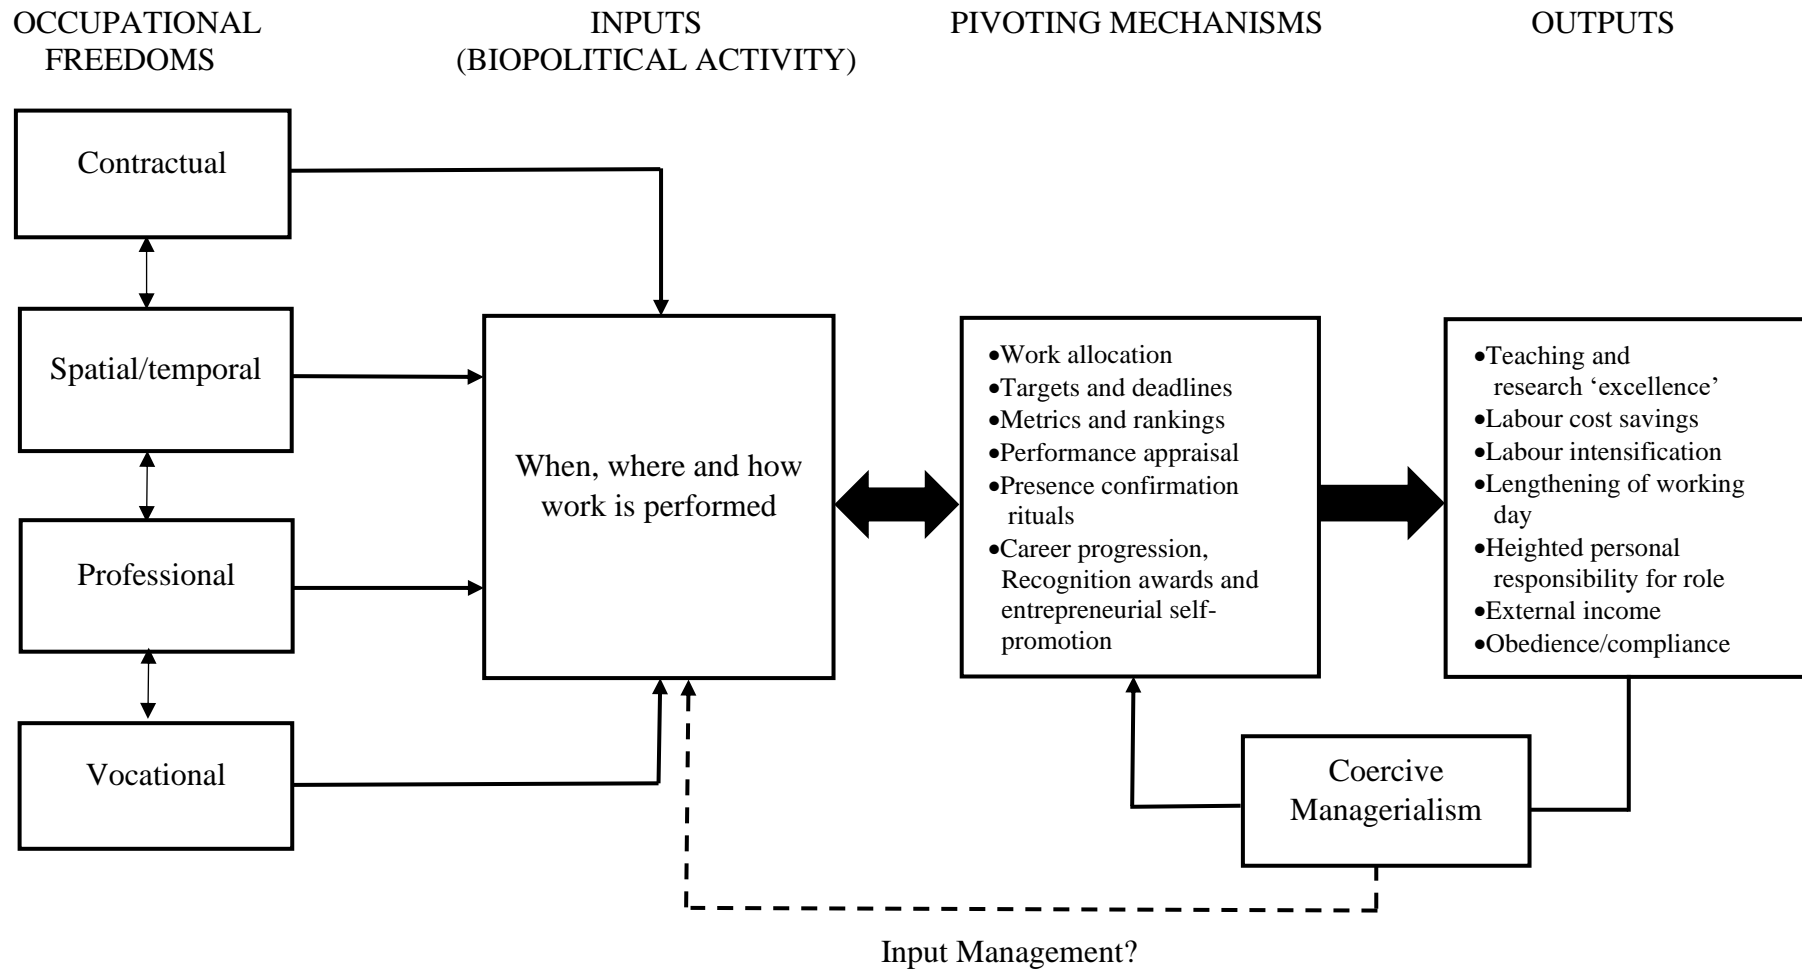 OCCUPATIONAL
FREEDOMS
INPUTS
(BIOPOLITICAL ACTIVITY)
PIVOTING MECHANISMS
OUTPUTS
Contractual
Spatial/temporal
Professional
Vocational
When, where and how
work is performed
•Work allocation
•Targets and deadlines
•Metrics and rankings
•Performance appraisal
•Presence confirmation
rituals
•Career progression,
Recognition awards and
entrepreneurial self-
promotion
•Teaching and
research ‘excellence’
•Labour cost savings
•Labour intensification
•Lengthening of working
day
•Heighted personal
responsibility for role
•External income
•Obedience/compliance
Coercive
Managerialism
Input Management?